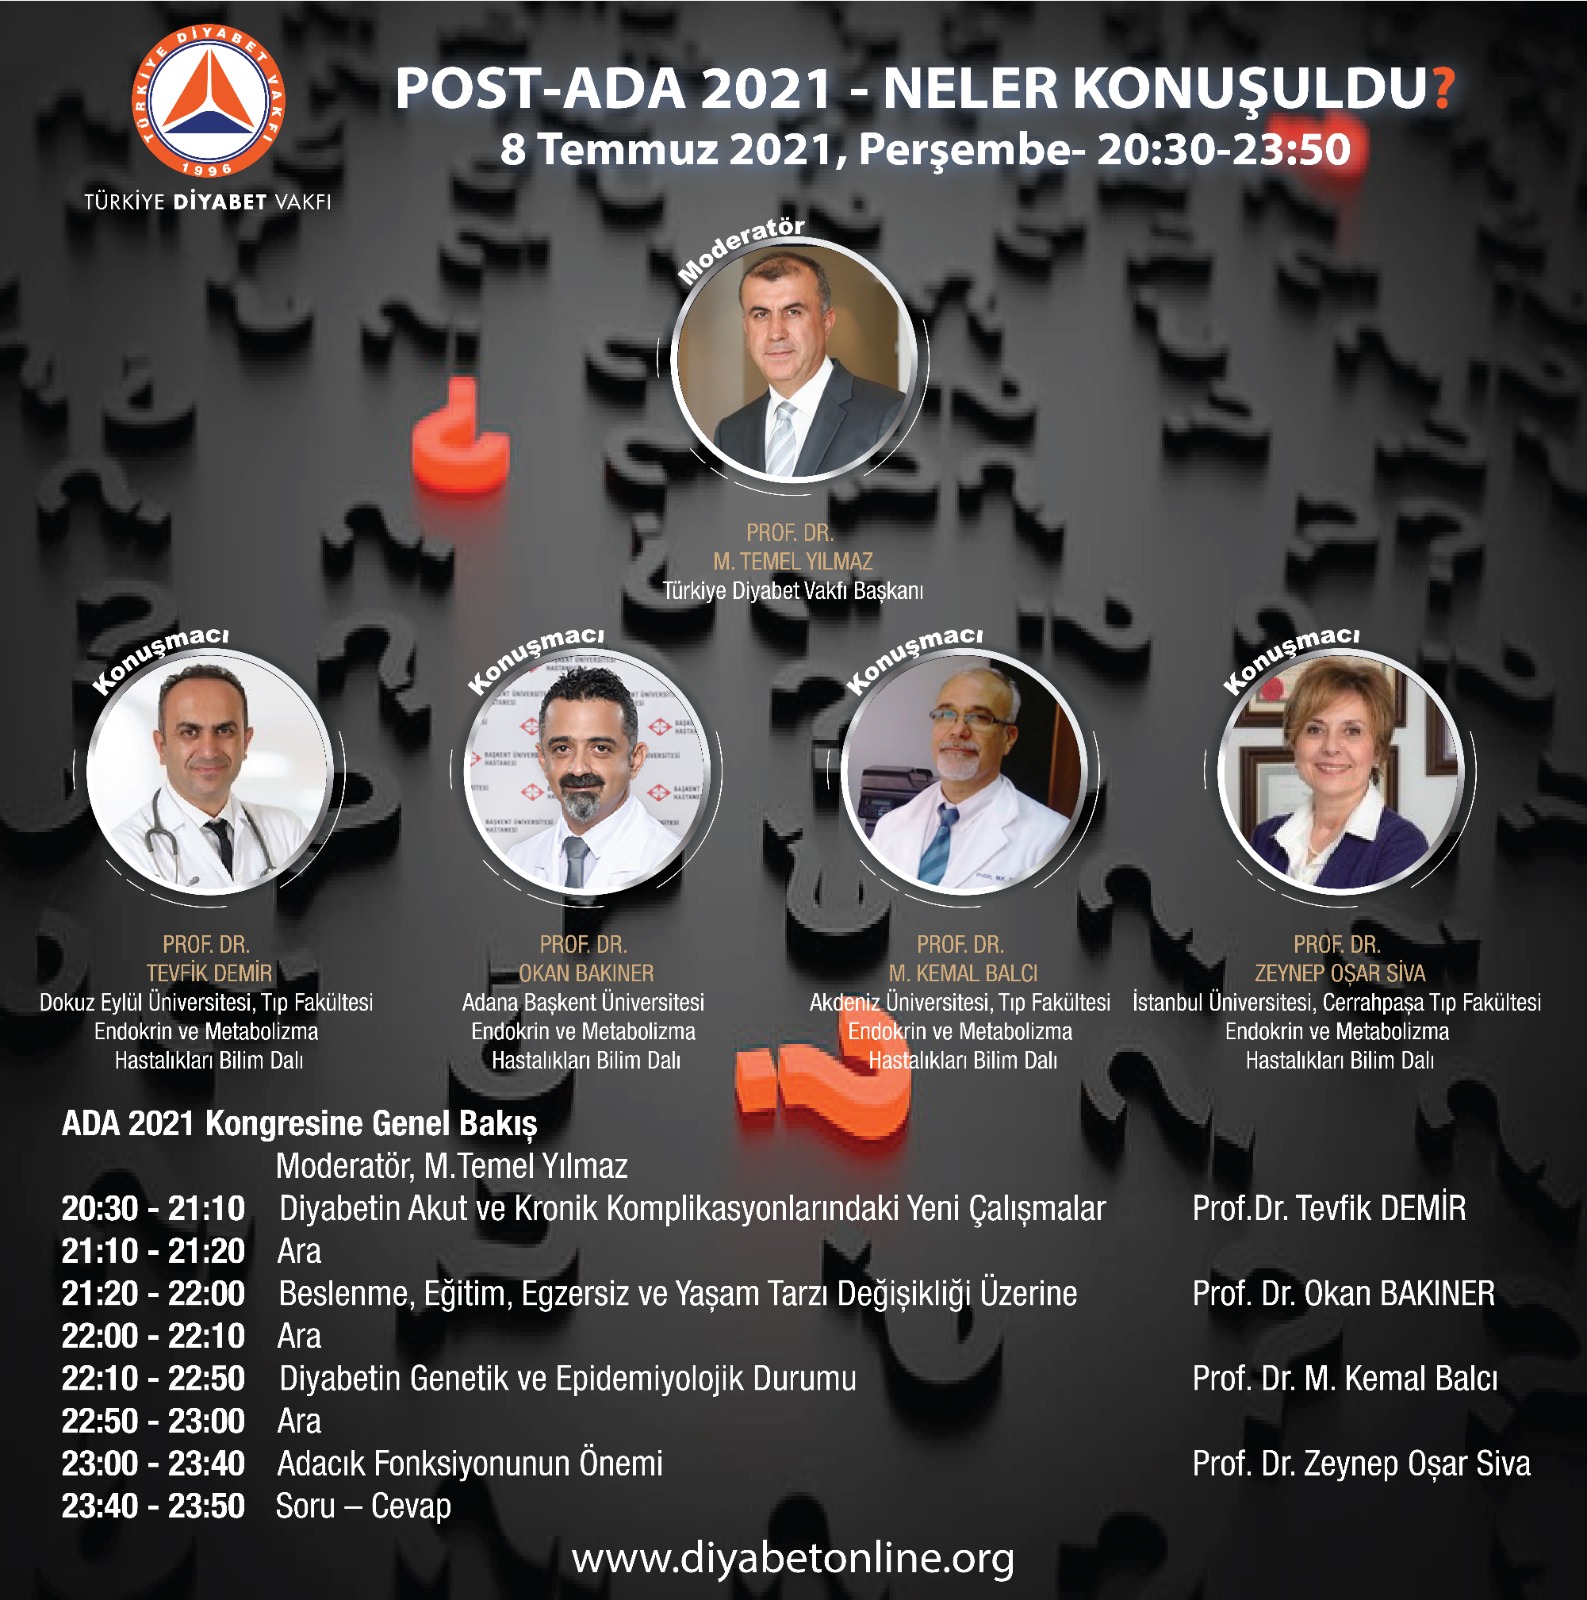 TÜRKİYE DİYABET VAKFI
1996
TÜRKİYE DİYABET VAKFI
POST-ADA 2021 - NELER KONUŞULDU?
8 Temmuz 2021, Perşembe- 20:30-23:50
Moderatör
PROF. DR.
M. TEMEL YILMAZ
Türkiye Diyabet Vakfı Başkanı
Konuşmacı
PROF. DR.
TEVFİK DEMİR
Dokuz Eylül Üniversitesi, Tıp Fakültesi
Endokrin ve Metabolizma
Hastalıkları Bilim Dalı
Konuşmacı
BAŞKENT ÜNİVERSİTESİ
HASTANESİ
PROF. DR.
OKAN BAKINER
Adana Başkent Üniversitesi
Endokrin ve Metabolizma
Hastalıkları Bilim Dalı
Konuşmacı
PROF. DR.
M. KEMAL BALCI
Akdeniz Üniversitesi, Tıp Fakültesi
Endokrin ve Metabolizma
Hastalıkları Bilim Dalı
Konuşmacı
PROF. DR.
ZEYNEP OŞAR SİVA
İstanbul Üniversitesi, Cerrahpaşa Tıp Fakültesi
Endokrin ve Metabolizma
Hastalıkları Bilim Dalı
ADA 2021 Kongresine Genel Bakış
Moderatör, M.Temel Yılmaz
20:30 - 21:10 Diyabetin Akut ve Kronik Komplikasyonlarındaki Yeni Çalışmalar Prof.Dr. Tevfik DEMİR
21:10 - 21:20 Ara
21:20 - 22:00 Beslenme, Eğitim, Egzersiz ve Yaşam Tarzı Değişikliği Üzerine Prof. Dr. Okan BAKINER
22:00 - 22:10 Ara
22:10 - 22:50 Diyabetin Genetik ve Epidemiyolojik Durumu Prof. Dr. M. Kemal Balcı
22:50 - 23:00 Ara
23:00 - 23:40 Adacık Fonksiyonunun Önemi Prof. Dr. Zeynep Oşar Siva
23:40 - 23:50 Soru – Cevap
www.diyabetonline.org